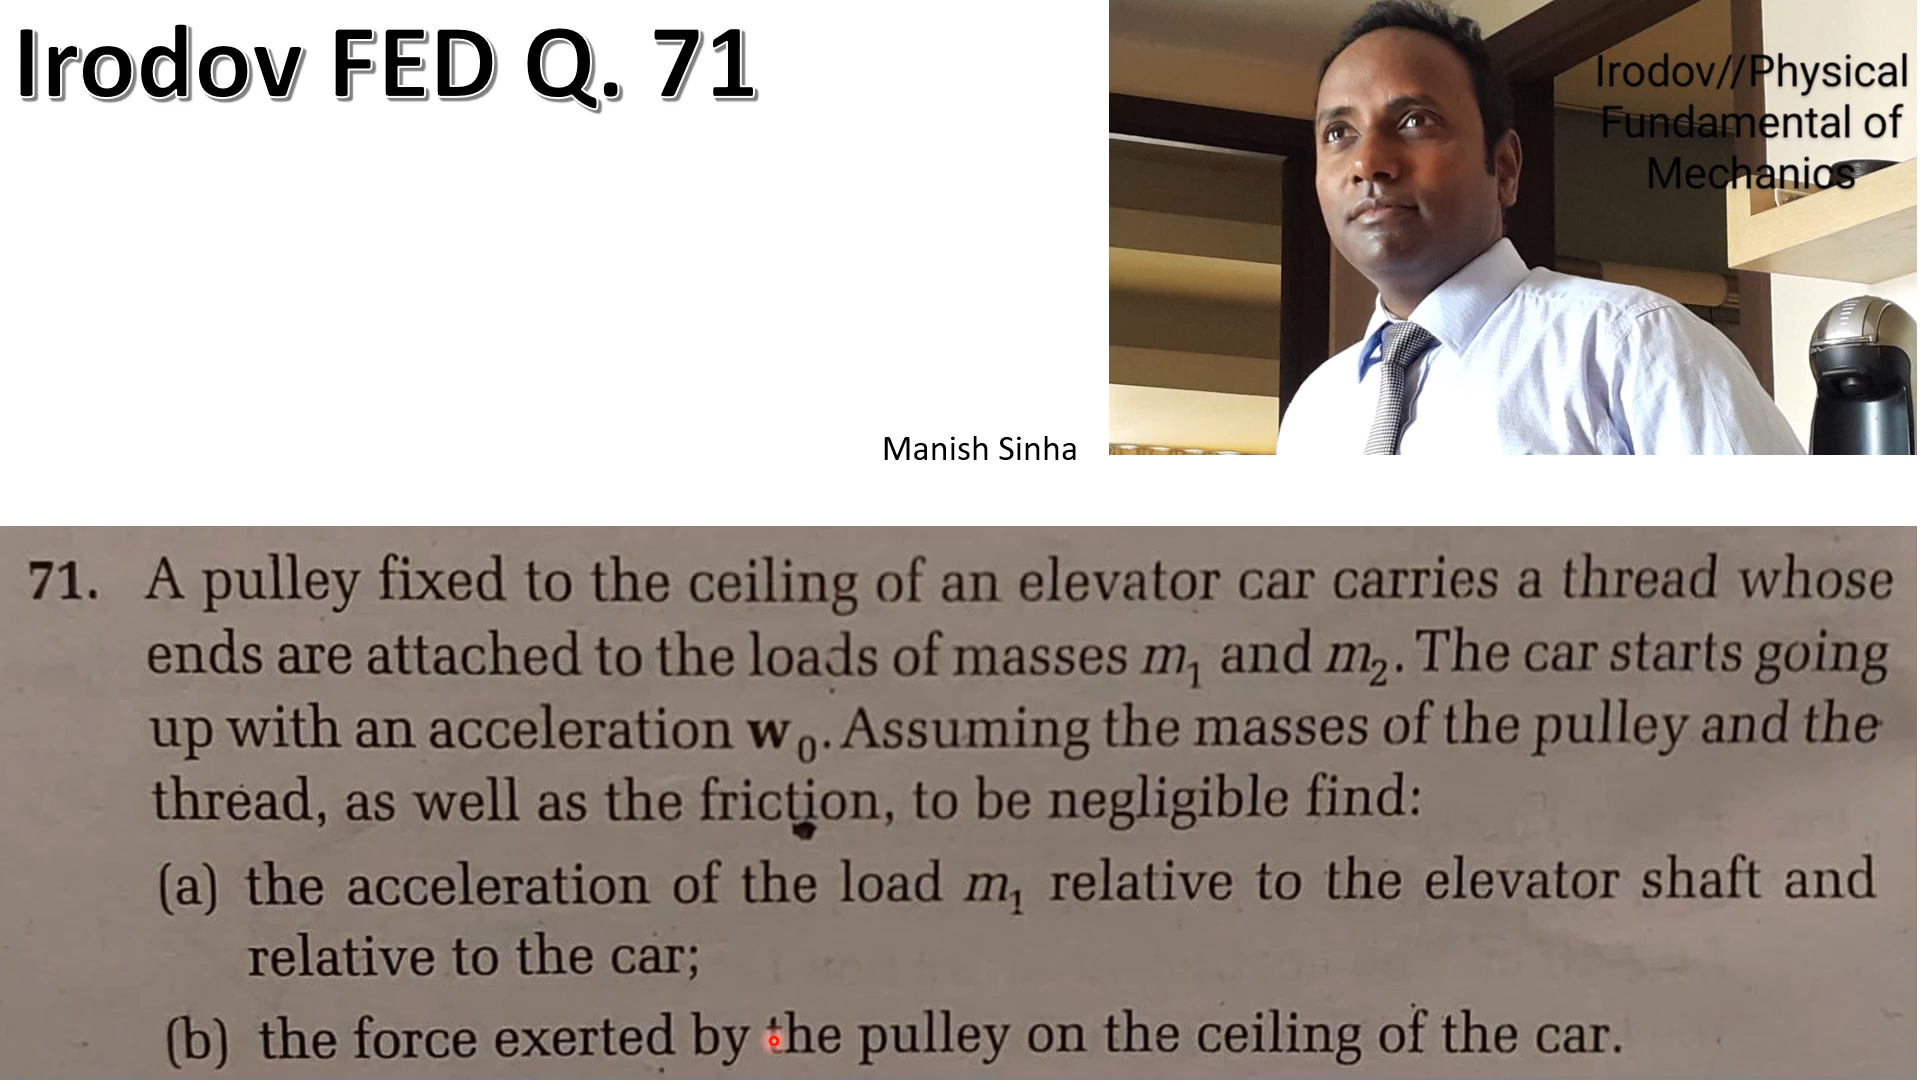 Irodov FED Q. 71
Irodov//Physical
Fundamental of
Mechanics
Manish Sinha
71. A pulley fixed to the ceiling of an elevator car carries a thread whose
ends are attached to the loads of masses m₁ and m₂. The car starts going
up with an acceleration w₀. Assuming the masses of the pulley and the
thread, as well as the friction, to be negligible find:
(a) the acceleration of the load m₁ relative to the elevator shaft and
relative to the car;
(b) the force exerted by the pulley on the ceiling of the car.